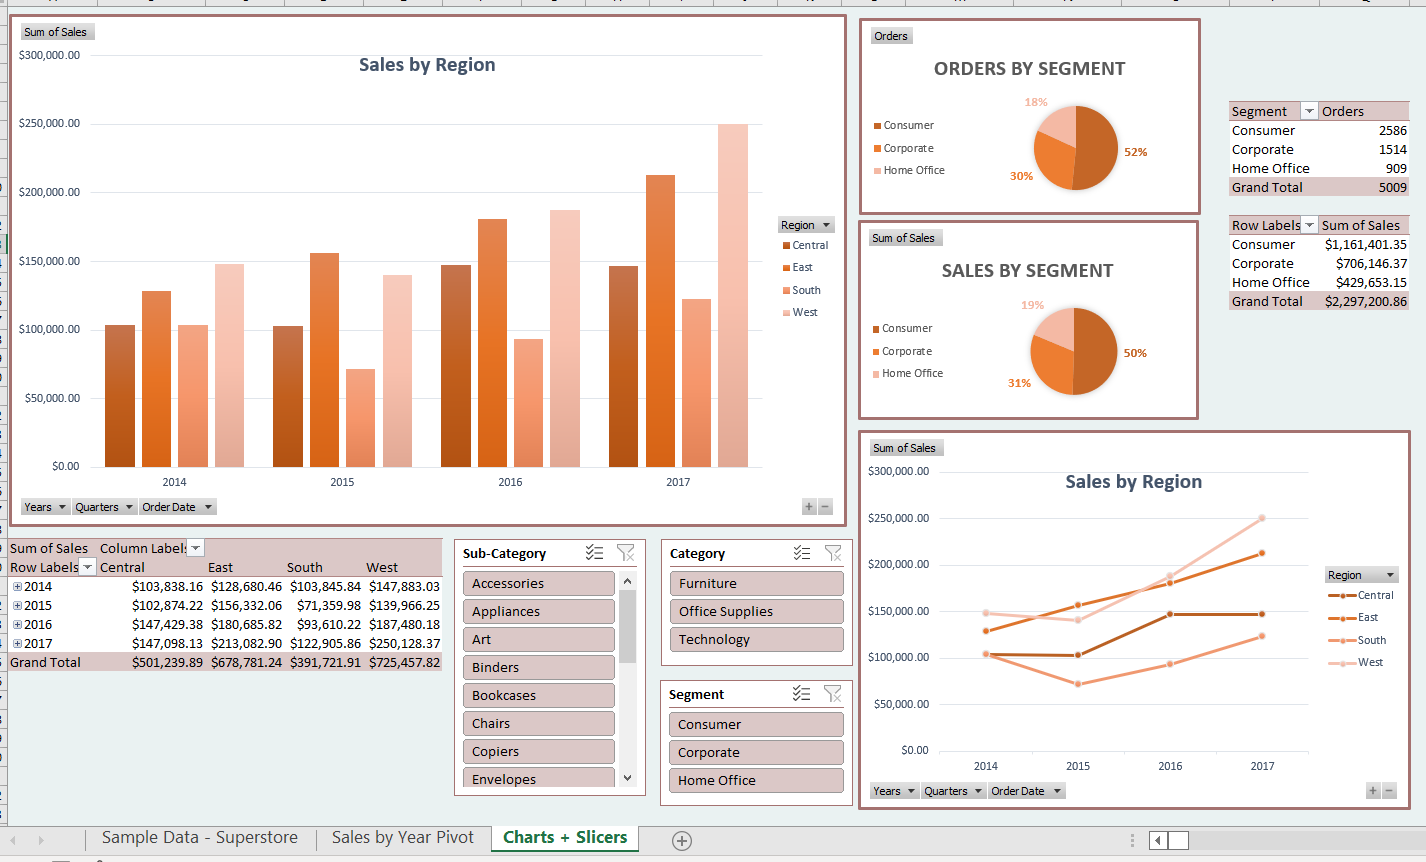 Sum of Sales
Sales by Region
$300,000.00
$250,000.00
$200,000.00
$150,000.00
$100,000.00
$50,000.00
$0.00
2014 2015 2016 2017
Region
Central
East
South
West
Years Quarters Order Date
+ −
Orders
ORDERS BY SEGMENT
Consumer
Corporate
Home Office
18%
52%
30%
Segment Orders
Consumer 2586
Corporate 1514
Home Office 909
Grand Total 5009
Sum of Sales
SALES BY SEGMENT
Consumer
Corporate
Home Office
19%
50%
31%
Row Labels Sum of Sales
Consumer $1,161,401.35
Corporate $706,146.37
Home Office $429,653.15
Grand Total $2,297,200.86
Sum of Sales Column Labels
Row Labels Central East South West
2014 $103,838.16 $128,680.46 $103,845.84 $147,883.03
2015 $102,874.22 $156,332.06 $71,359.98 $139,966.25
2016 $147,429.38 $180,685.82 $93,610.22 $187,480.18
2017 $147,098.13 $213,082.90 $122,905.86 $250,128.37
Grand Total $501,239.89 $678,781.24 $391,721.91 $725,457.82
Sub-Category
Accessories
Appliances
Art
Binders
Bookcases
Chairs
Copiers
Envelopes
Category
Furniture
Office Supplies
Technology
Segment
Consumer
Corporate
Home Office
Sum of Sales
Sales by Region
$300,000.00
$250,000.00
$200,000.00
$150,000.00
$100,000.00
$50,000.00
$0.00
2014 2015 2016 2017
Region
Central
East
South
West
Years Quarters Order Date
+ −
Sample Data - Superstore Sales by Year Pivot Charts + Slicers